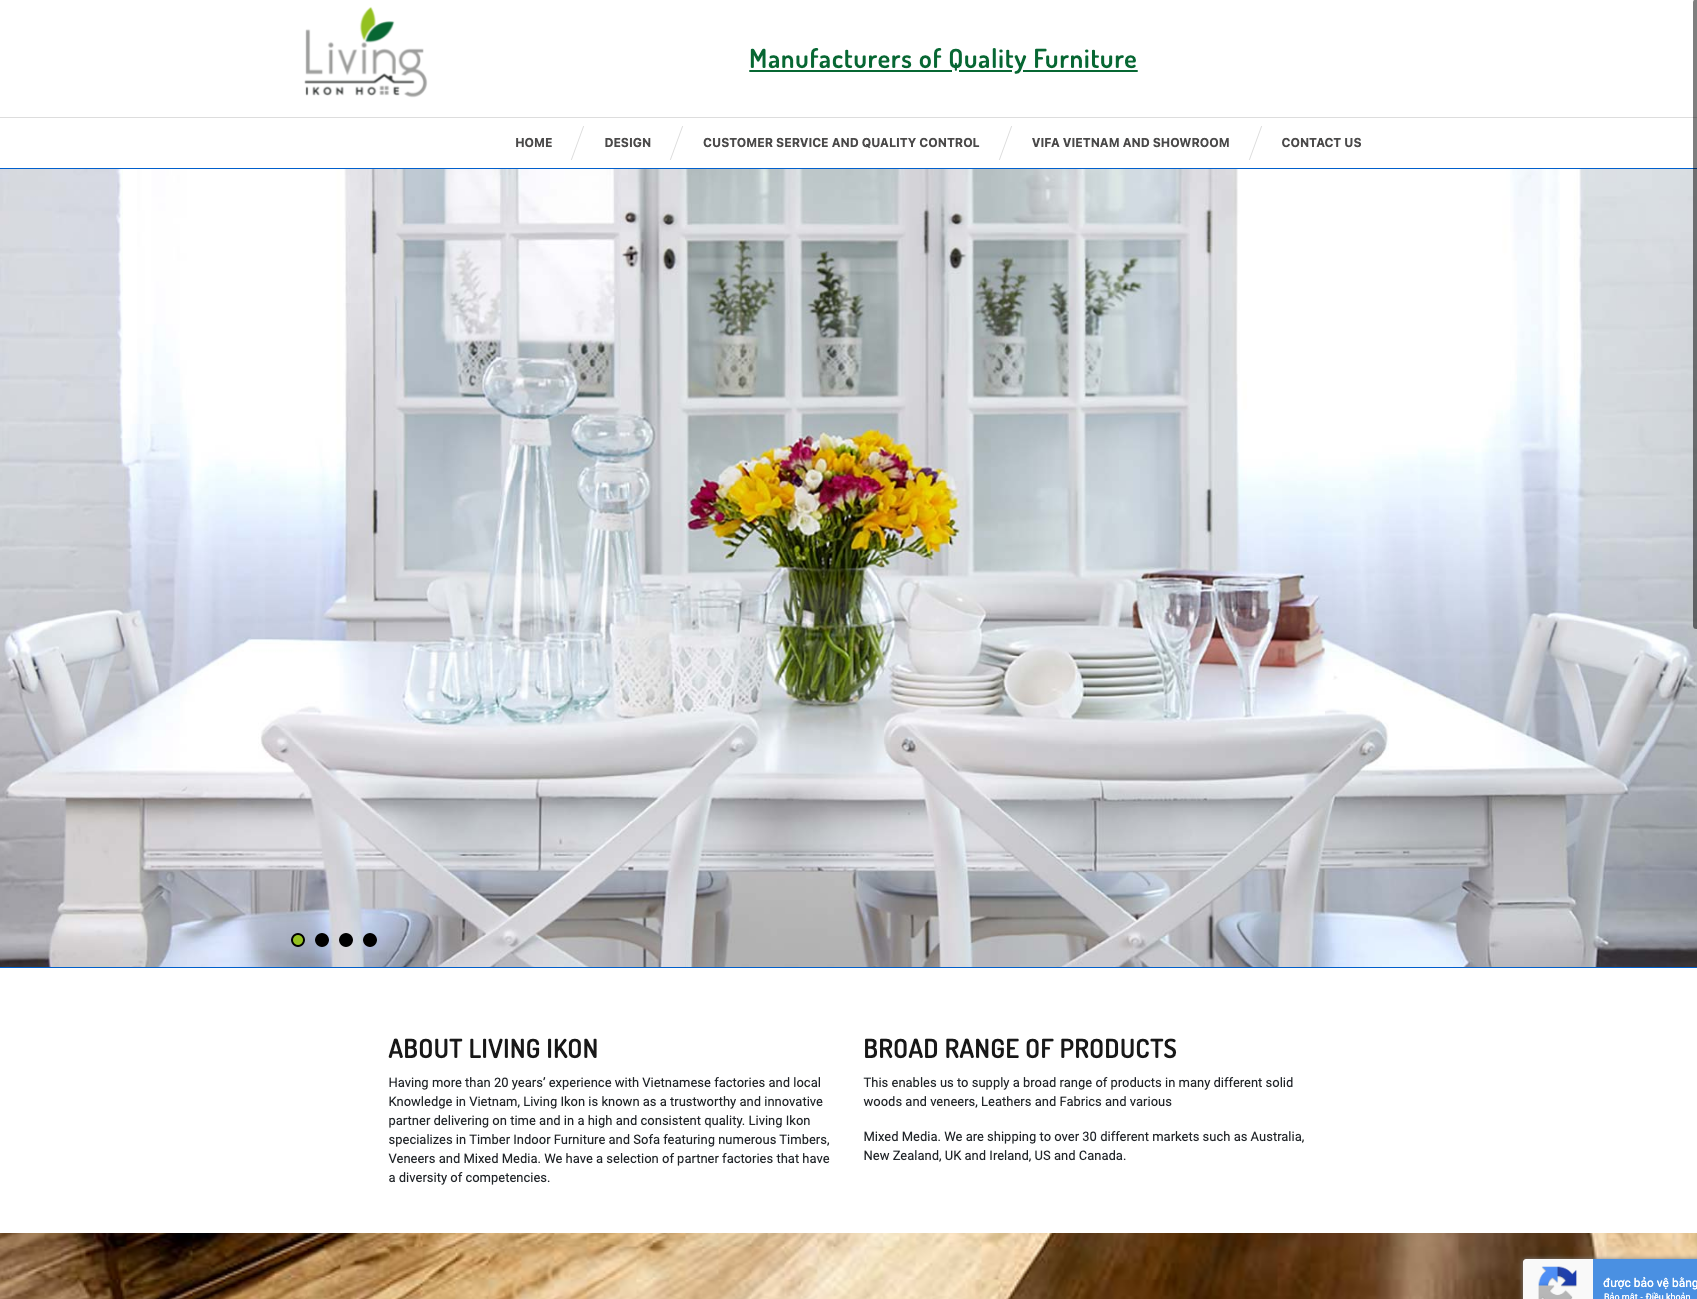 Living
IKON HOME
Manufacturers of Quality Furniture
HOME
DESIGN
CUSTOMER SERVICE AND QUALITY CONTROL
VIFA VIETNAM AND SHOWROOM
CONTACT US
ABOUT LIVING IKON
Having more than 20 years’ experience with Vietnamese factories and local
Knowledge in Vietnam, Living Ikon is known as a trustworthy and innovative
partner delivering on time and in a high and consistent quality. Living Ikon
specializes in Timber Indoor Furniture and Sofa featuring numerous Timbers,
Veneers and Mixed Media. We have a selection of partner factories that have
a diversity of competencies.
BROAD RANGE OF PRODUCTS
This enables us to supply a broad range of products in many different solid
woods and veneers, Leathers and Fabrics and various
Mixed Media. We are shipping to over 30 different markets such as Australia,
New Zealand, UK and Ireland, US and Canada.
được bảo vệ bằng
Bảo mật - Điều khoản